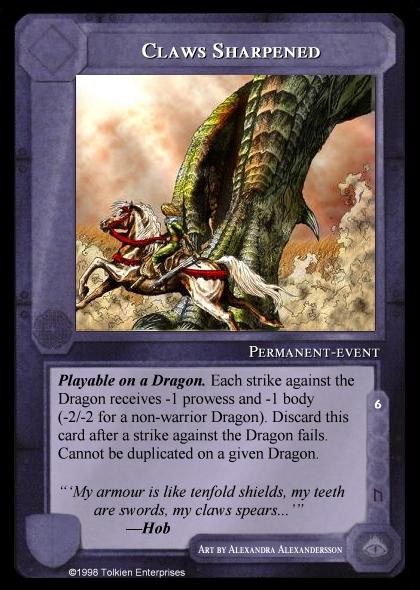 CLAWS SHARPENED
PERMANENT-EVENT
Playable on a Dragon. Each strike against the
Dragon receives -1 prowess and -1 body
(-2/-2 for a non-warrior Dragon). Discard this
card after a strike against the Dragon fails.
Cannot be duplicated on a given Dragon.
6
“‘My armour is like tenfold shields, my teeth
are swords, my claws spears...’”
—Hob
ART BY ALEXANDRA ALEXANDERSSON
©1998 Tolkien Enterprises